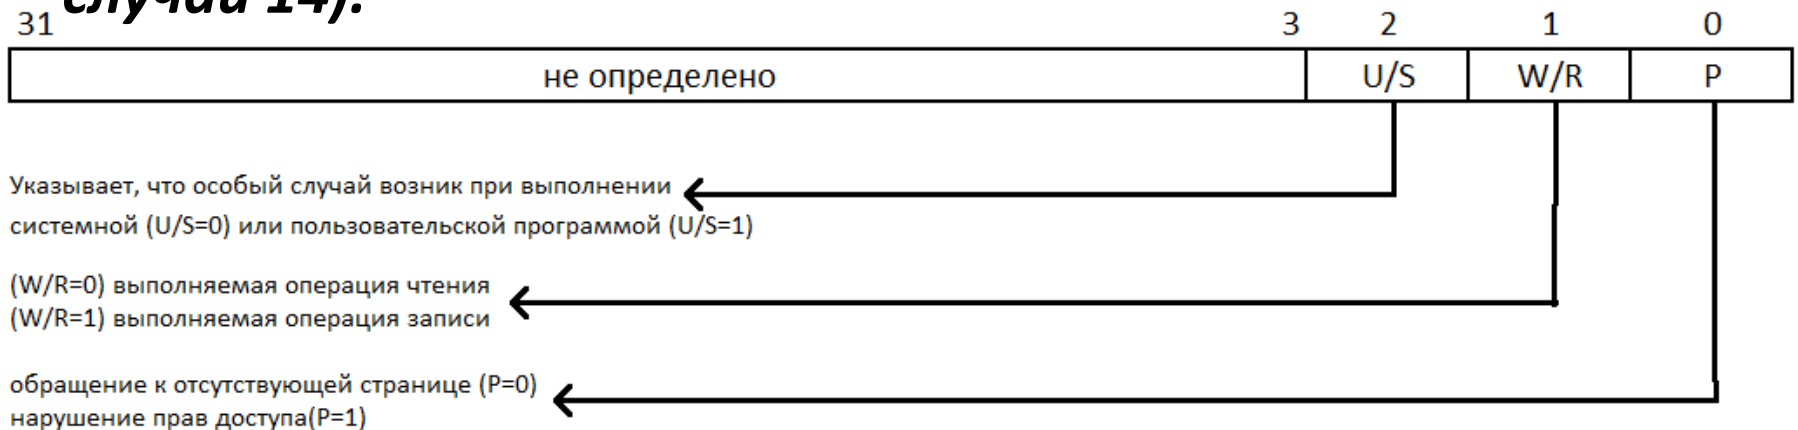 случай 14).
31 3 2 1 0
не определено U/S W/R P
Указывает, что особый случай возник при выполнении
системной (U/S=0) или пользовательской программой (U/S=1)
(W/R=0) выполняемая операция чтения
(W/R=1) выполняемая операция записи
обращение к отсутствующей странице (P=0)
нарушение прав доступа(P=1)